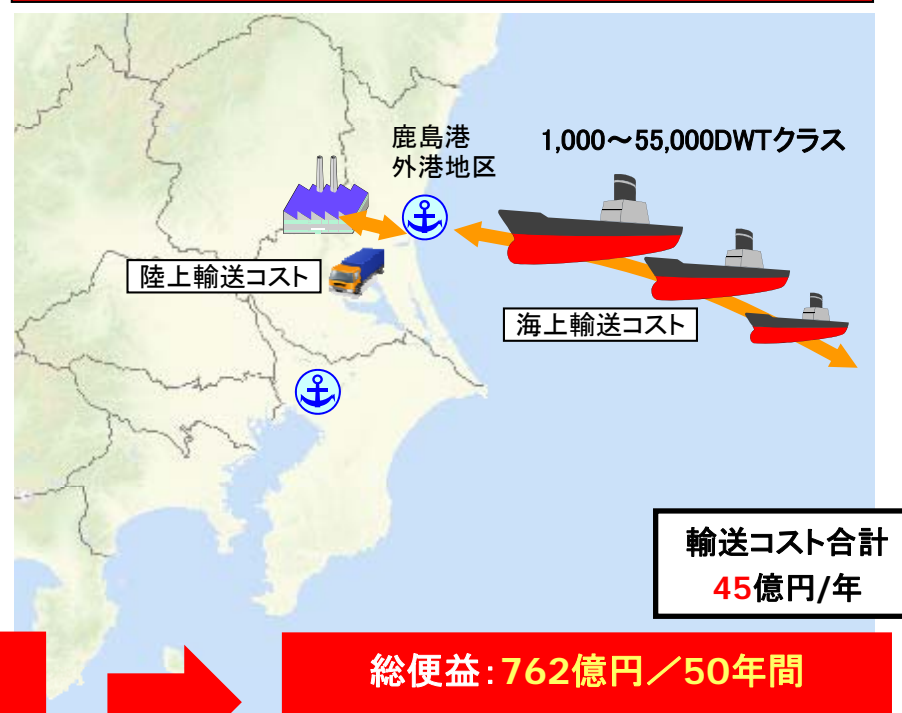 鹿島港
外港地区
1,000～55,000DWTクラス
陸上輸送コスト
海上輸送コスト
輸送コスト合計
45億円/年
総便益：762億円／50年間